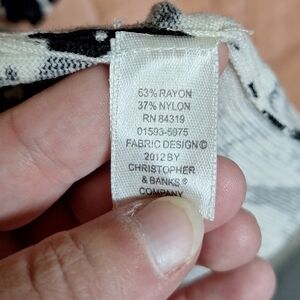 63% RAYON
37% NYLON
RN 84319
01593-5075
FABRIC DESIGN ©
2012 BY
CHRISTOPHER
& BANKS ®
COMPANY